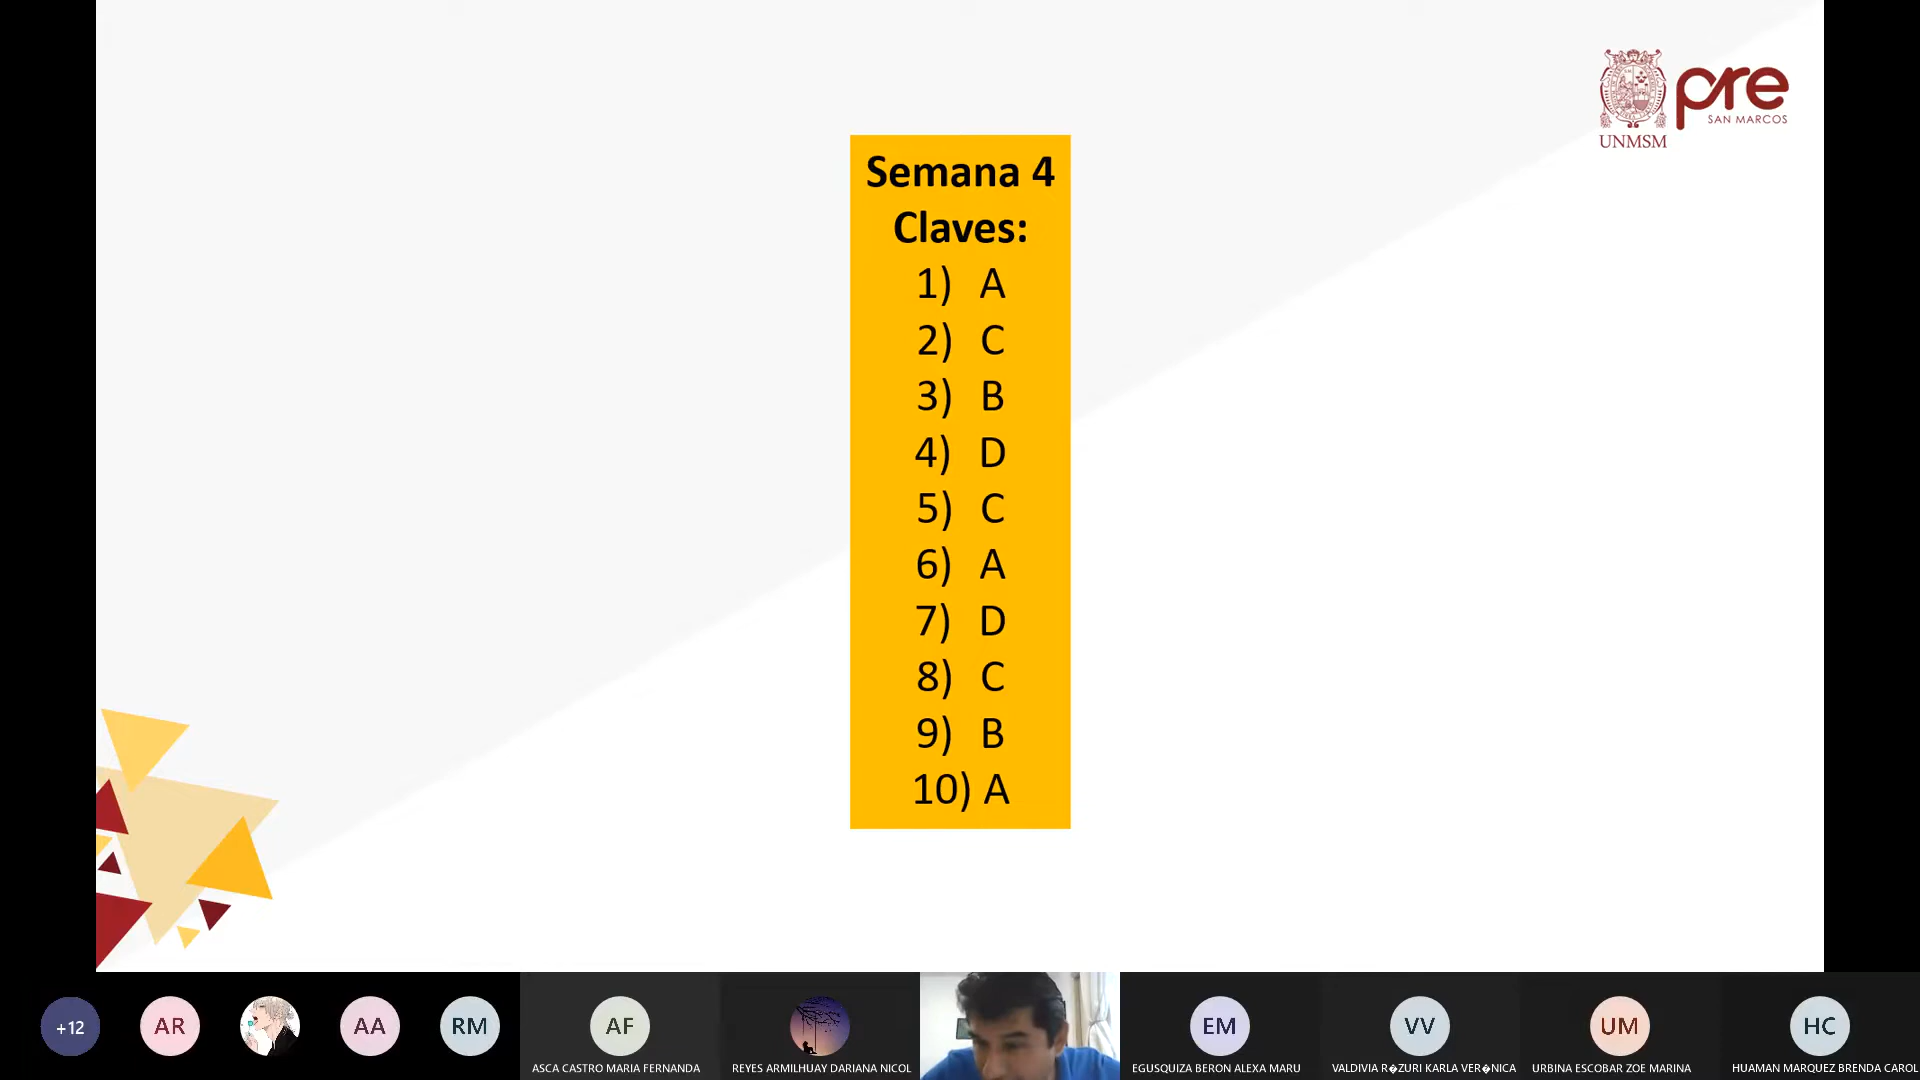 pre
SAN MARCOS
UNMSM
Semana 4
Claves:
1) A
2) C
3) B
4) D
5) C
6) A
7) D
8) C
9) B
10) A
+12
AR
AA
RM
AF
EM
VV
UM
HC
ASCA CASTRO MARIA FERNANDA
REYES ARMILHUAY DARIANA NICOL
EGUSQUIZA BERON ALEXA MARU
VALDIVIA R�ZURI KARLA VER�NICA
URBINA ESCOBAR ZOE MARINA
HUAMAN MARQUEZ BRENDA CAROL